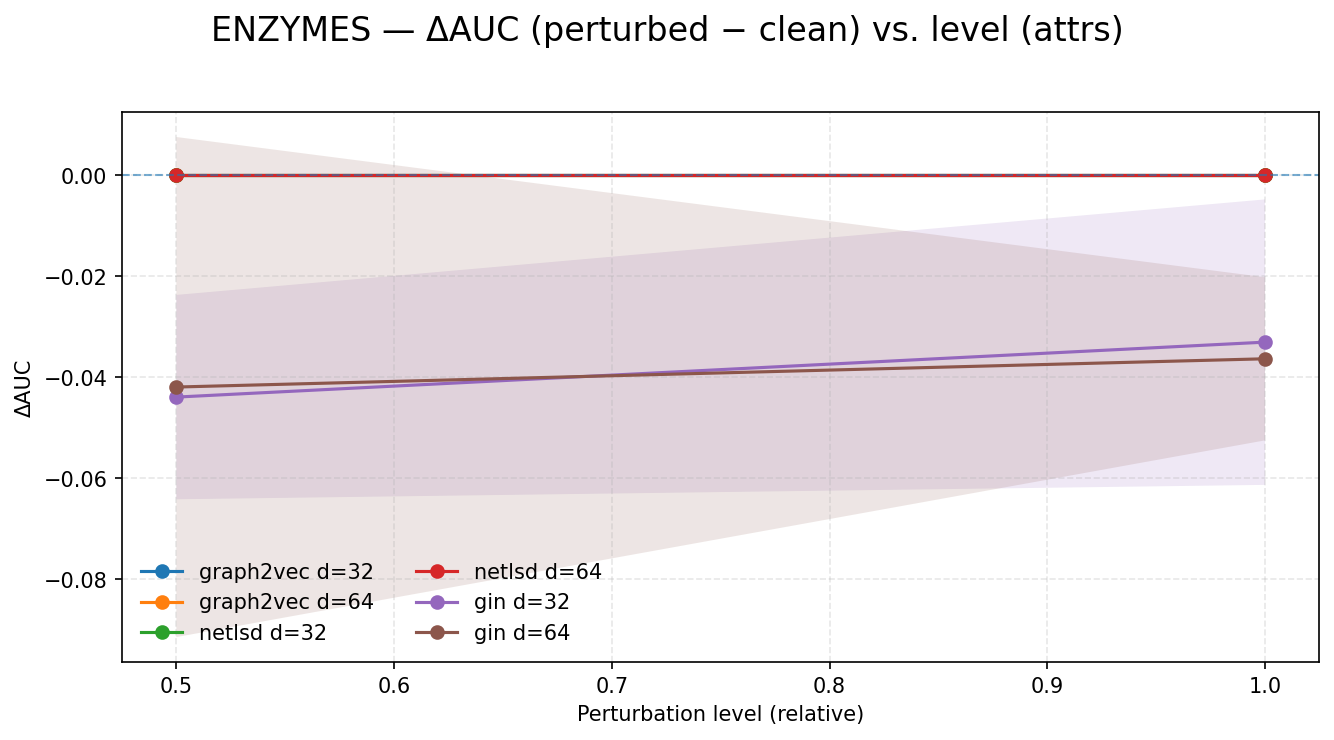 ENZYMES — ΔAUC (perturbed − clean) vs. level (attrs)
0.00
−0.02
−0.04
−0.06
−0.08
ΔAUC
graph2vec d=32
graph2vec d=64
netlsd d=32
netlsd d=64
gin d=32
gin d=64
0.5 0.6 0.7 0.8 0.9 1.0
Perturbation level (relative)